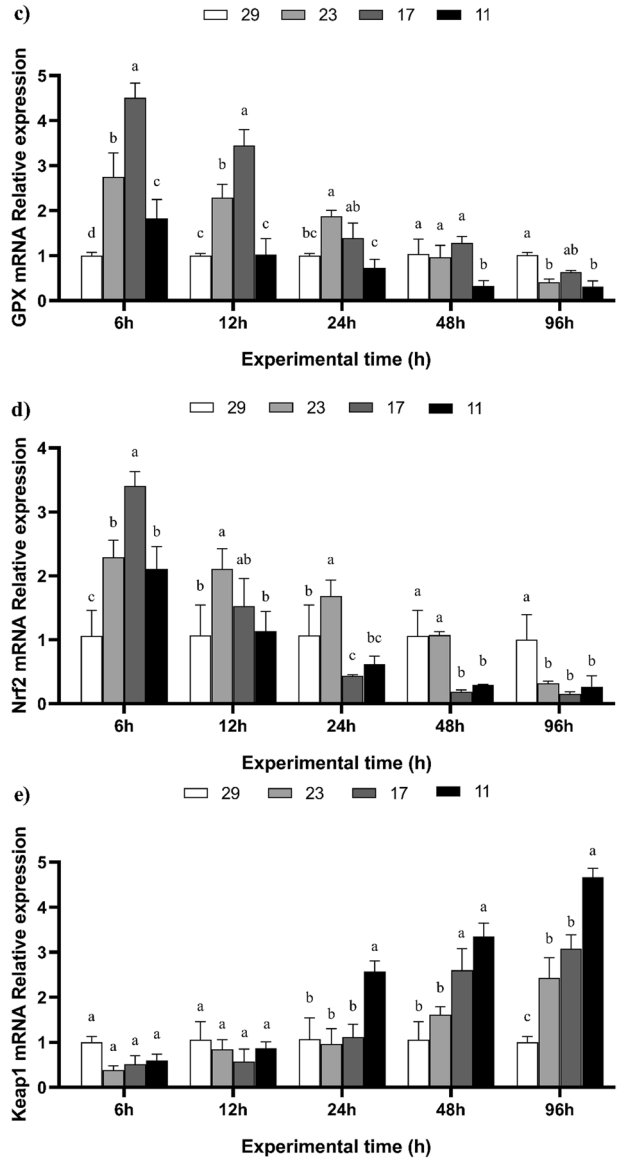 c)
29 23 17 11
GPX mRNA Relative expression
5
4
3
2
1
0
d b a c
c b a c
bc a ab c
a a a b
a b ab b
6h 12h 24h 48h 96h
Experimental time (h)
d)
29 23 17 11
Nrf2 mRNA Relative expression
4
3
2
1
0
c b a b
b a ab b
b a c bc
a a b b
a b b b
6h 12h 24h 48h 96h
Experimental time (h)
e)
29 23 17 11
Keap1 mRNA Relative expression
5
4
3
2
1
0
a a a a
a a a a
b b b a
b b a a
c b b a
6h 12h 24h 48h 96h
Experimental time (h)